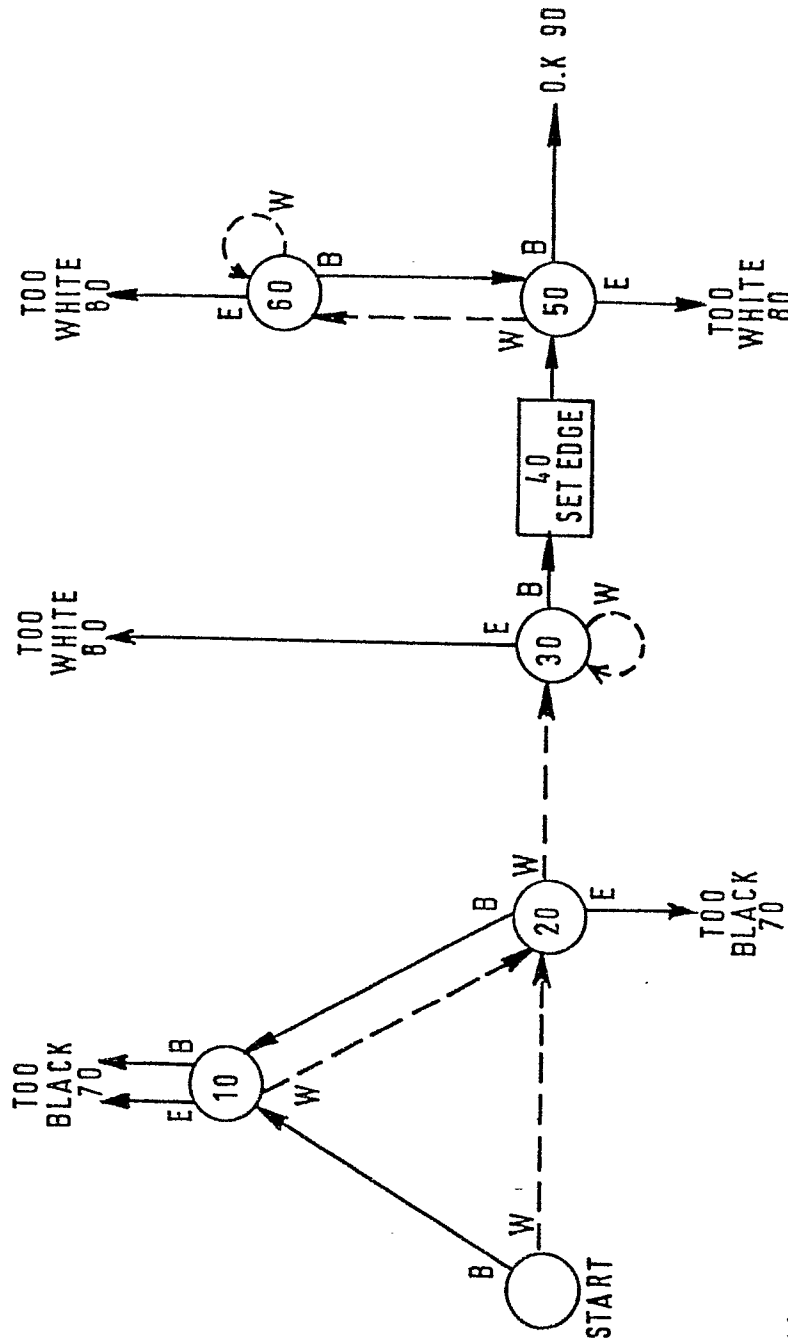 TOO
BLACK
70
TOO
WHITE
80
TOO
WHITE
80
E B
10
W
E
60
W
B
B
W
START
B
W
20
E
TOO
BLACK
70
E
B
30
W
40
SET EDGE
W
B
50
E
O.K 90
TOO
WHITE
80